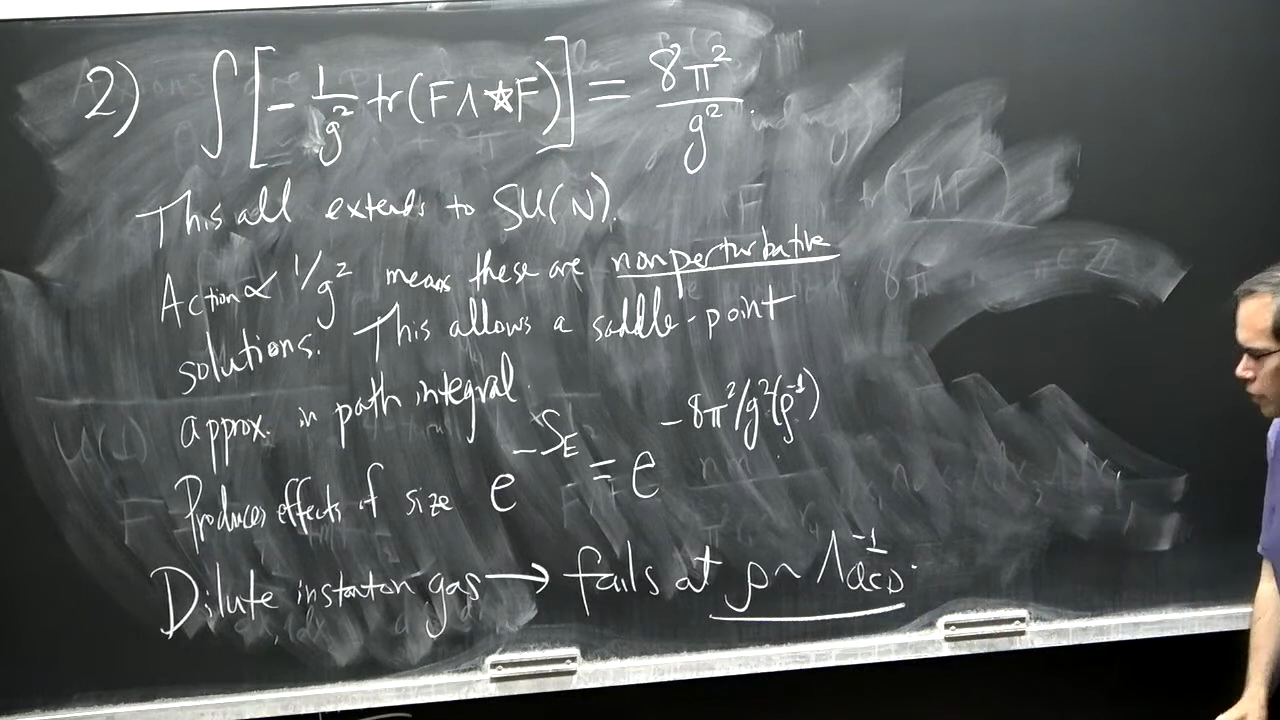 2) ∫[-1/g² tr(F∧★F)] = 8π²/g².
This all extends to SU(N).
Action ∝ 1/g² means these are nonperturbative
solutions. This allows a saddle-point
approx. in path integral.
Produces effects of size e^{-S_E} = e^{-8π²/g²(ρ⁻¹)}
Dilute instanton gas → fails at ρ ~ Λ_{QCD}^{-1}.